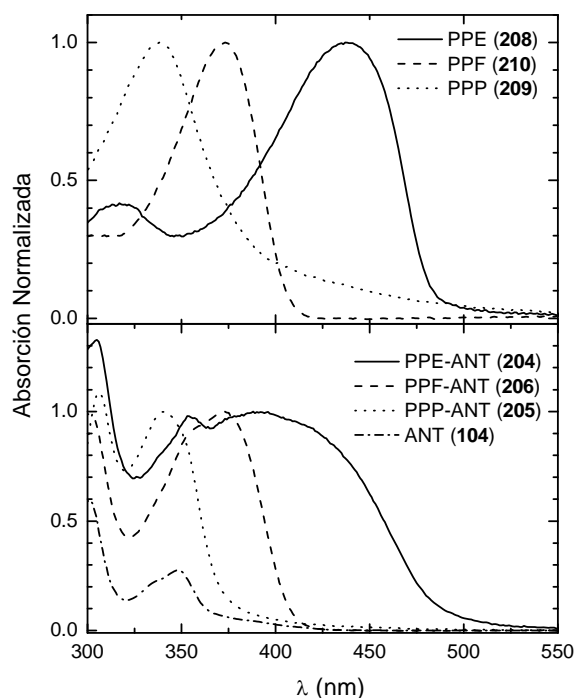 1.0
0.5
0.0
PPE (208)
PPF (210)
PPP (209)
Absorción Normalizada
1.0
0.5
0.0
PPE-ANT (204)
PPF-ANT (206)
PPP-ANT (205)
ANT (104)
300 350 400 450 500 550
λ (nm)